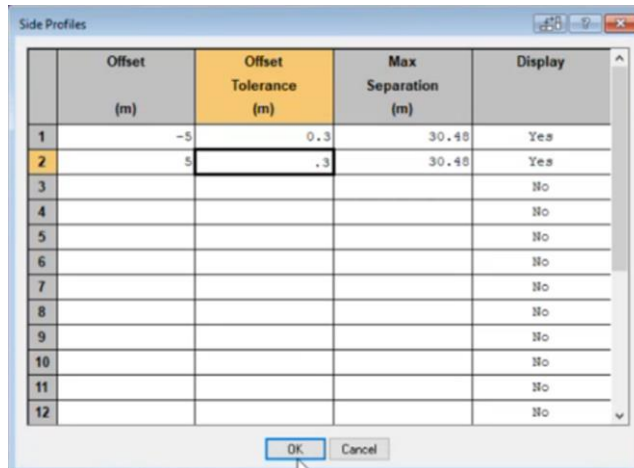 Side Profiles
Offset Offset Max Display
Tolerance Separation
(m) (m) (m)
1 -5 0.3 30.48 Yes
2 5 .3 30.48 Yes
3 No
4 No
5 No
6 No
7 No
8 No
9 No
10 No
11 No
12 No
OK Cancel